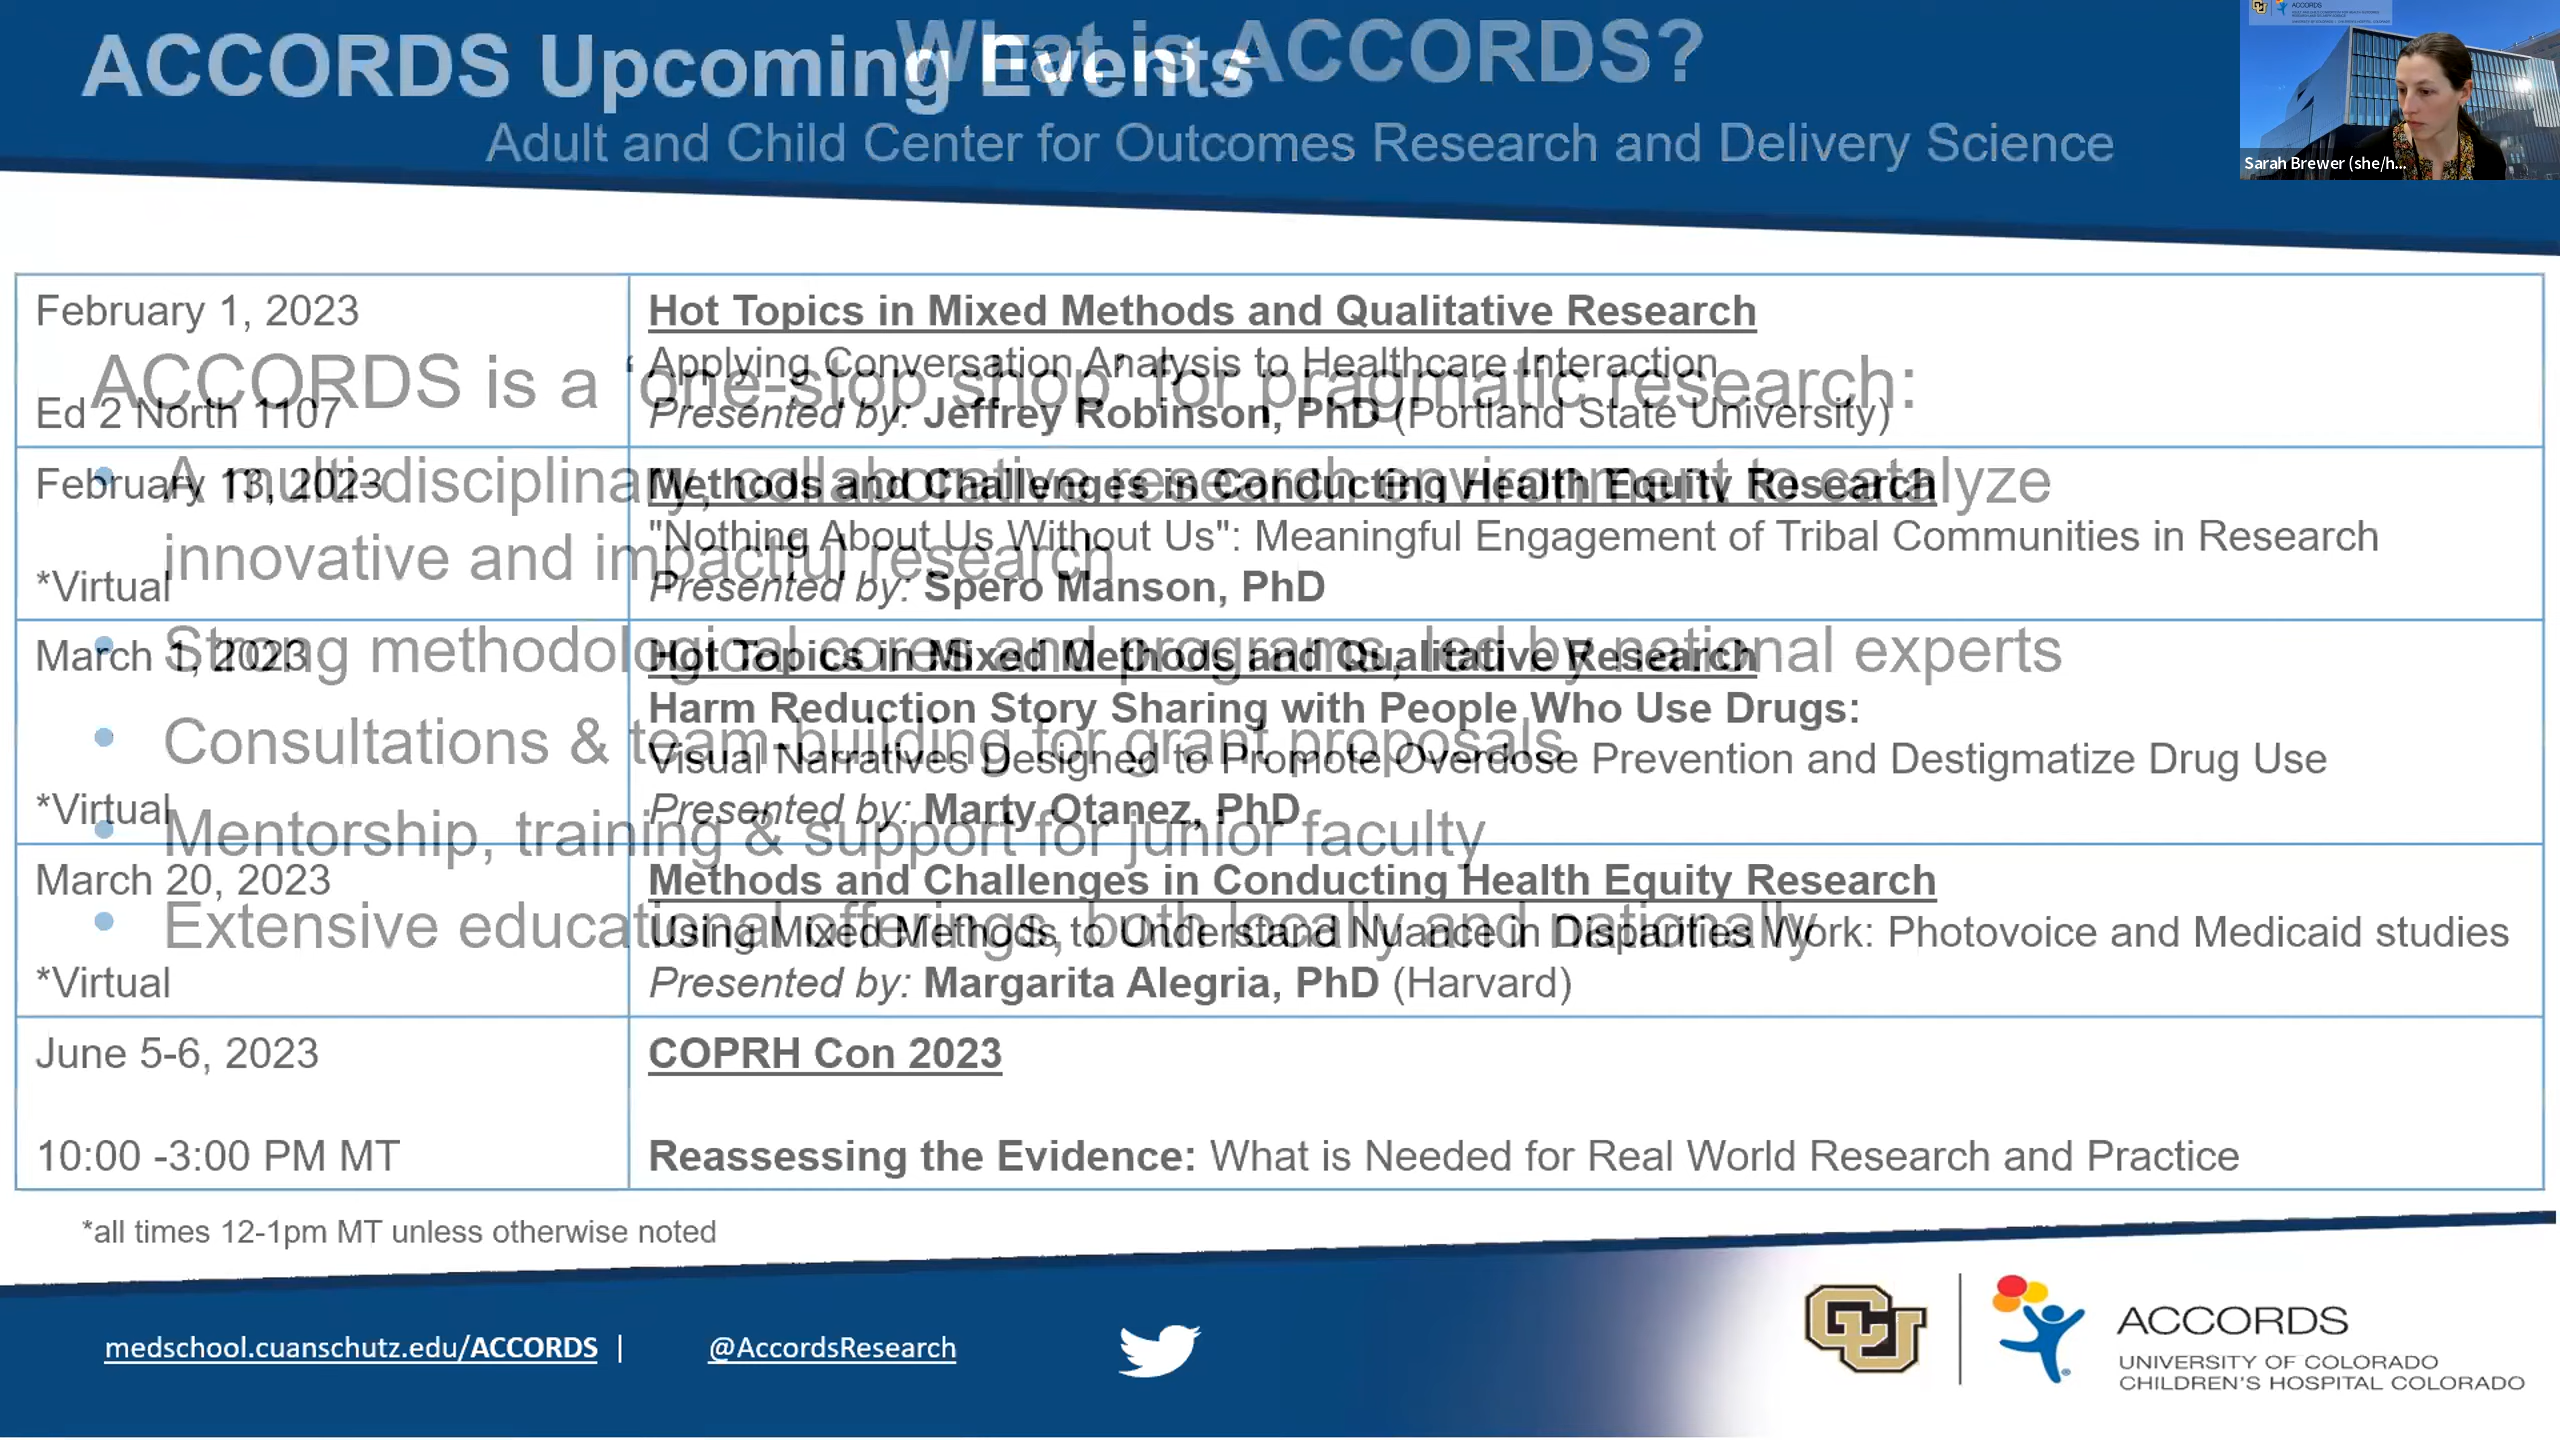 What is ACCORDS?
ACCORDS Upcoming Events
Adult and Child Center for Outcomes Research and Delivery Science
ACCORDS
Sarah Brewer (she/h...
February 1, 2023
Hot Topics in Mixed Methods and Qualitative Research
Applying Conversation Analysis to Healthcare Interaction
ACCORDS is a 'one-stop shop' for pragmatic research:
Ed 2 North 1107
Presented by: Jeffrey Robinson, PhD (Portland State University)
• A multi-disciplinary, collaborative research environment to catalyze
innovative and impactful research
February 13, 2023
Methods and Challenges in Conducting Health Equity Research
"Nothing About Us Without Us": Meaningful Engagement of Tribal Communities in Research
*Virtual
Presented by: Spero Manson, PhD
• Strong methodological cores and programs, led by national experts
March 1, 2023
Hot Topics in Mixed Methods and Qualitative Research
Harm Reduction Story Sharing with People Who Use Drugs:
• Consultations & team-building for grant proposals
Visual Narratives Designed to Promote Overdose Prevention and Destigmatize Drug Use
*Virtual
Presented by: Marty Otanez, PhD
• Mentorship, training & support for junior faculty
March 20, 2023
Methods and Challenges in Conducting Health Equity Research
• Extensive educational offerings, both locally and nationally
Using Mixed Methods to Understand Nuance in Disparities Work: Photovoice and Medicaid studies
*Virtual
Presented by: Margarita Alegria, PhD (Harvard)
June 5-6, 2023
COPRH Con 2023
10:00 -3:00 PM MT
Reassessing the Evidence: What is Needed for Real World Research and Practice
*all times 12-1pm MT unless otherwise noted
medschool.cuanschutz.edu/ACCORDS |
@AccordsResearch
CU
ACCORDS
UNIVERSITY OF COLORADO
CHILDREN'S HOSPITAL COLORADO